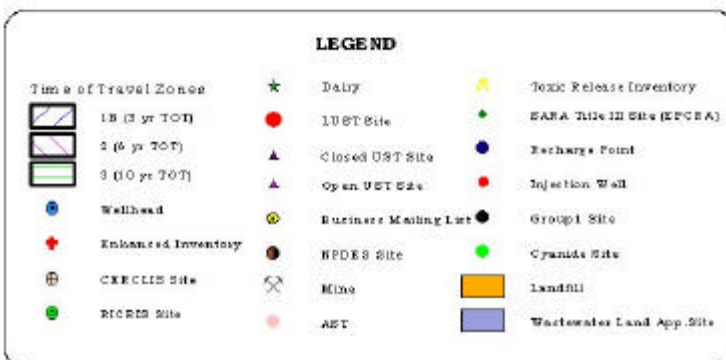 LEGEND
Time of Travel Zones
1B (3 yr TOT)
2 (6 yr TOT)
3 (10 yr TOT)
Wellhead
Enhanced Inventory
CERCLIS Site
RICRIS Site
Dairy
LUST Site
Closed UST Site
Open UST Site
Business Mailing List
NPDES Site
Mine
AST
Toxic Release Inventory
SARA Title III Site (EPCRA)
Recharge Point
Injection Well
Group1 Site
Cyanide Site
Landfill
Wastewater Land App.Site